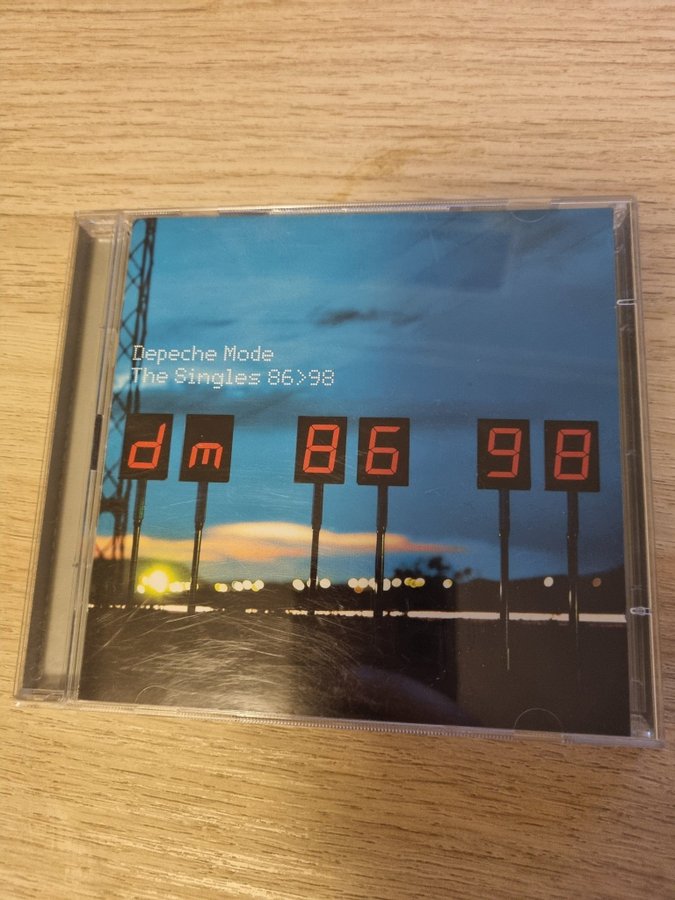 Depeche Mode
The Singles 86>98
dm 86 98